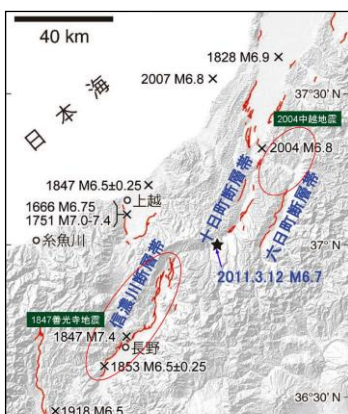 40 km
1828 M6.9
2007 M6.8
37°30' N
日本海
2004中越地震
2004 M6.8
1847 M6.5±0.25
上越
1666 M6.75
1751 M7.0-7.4
糸魚川
十日町断層帯
六日町断層帯
37° N
信濃川断層帯
2011.3.12 M6.7
1847善光寺地震
1847 M7.4
長野
1853 M6.5±0.25
36°30' N
1918 M6.5